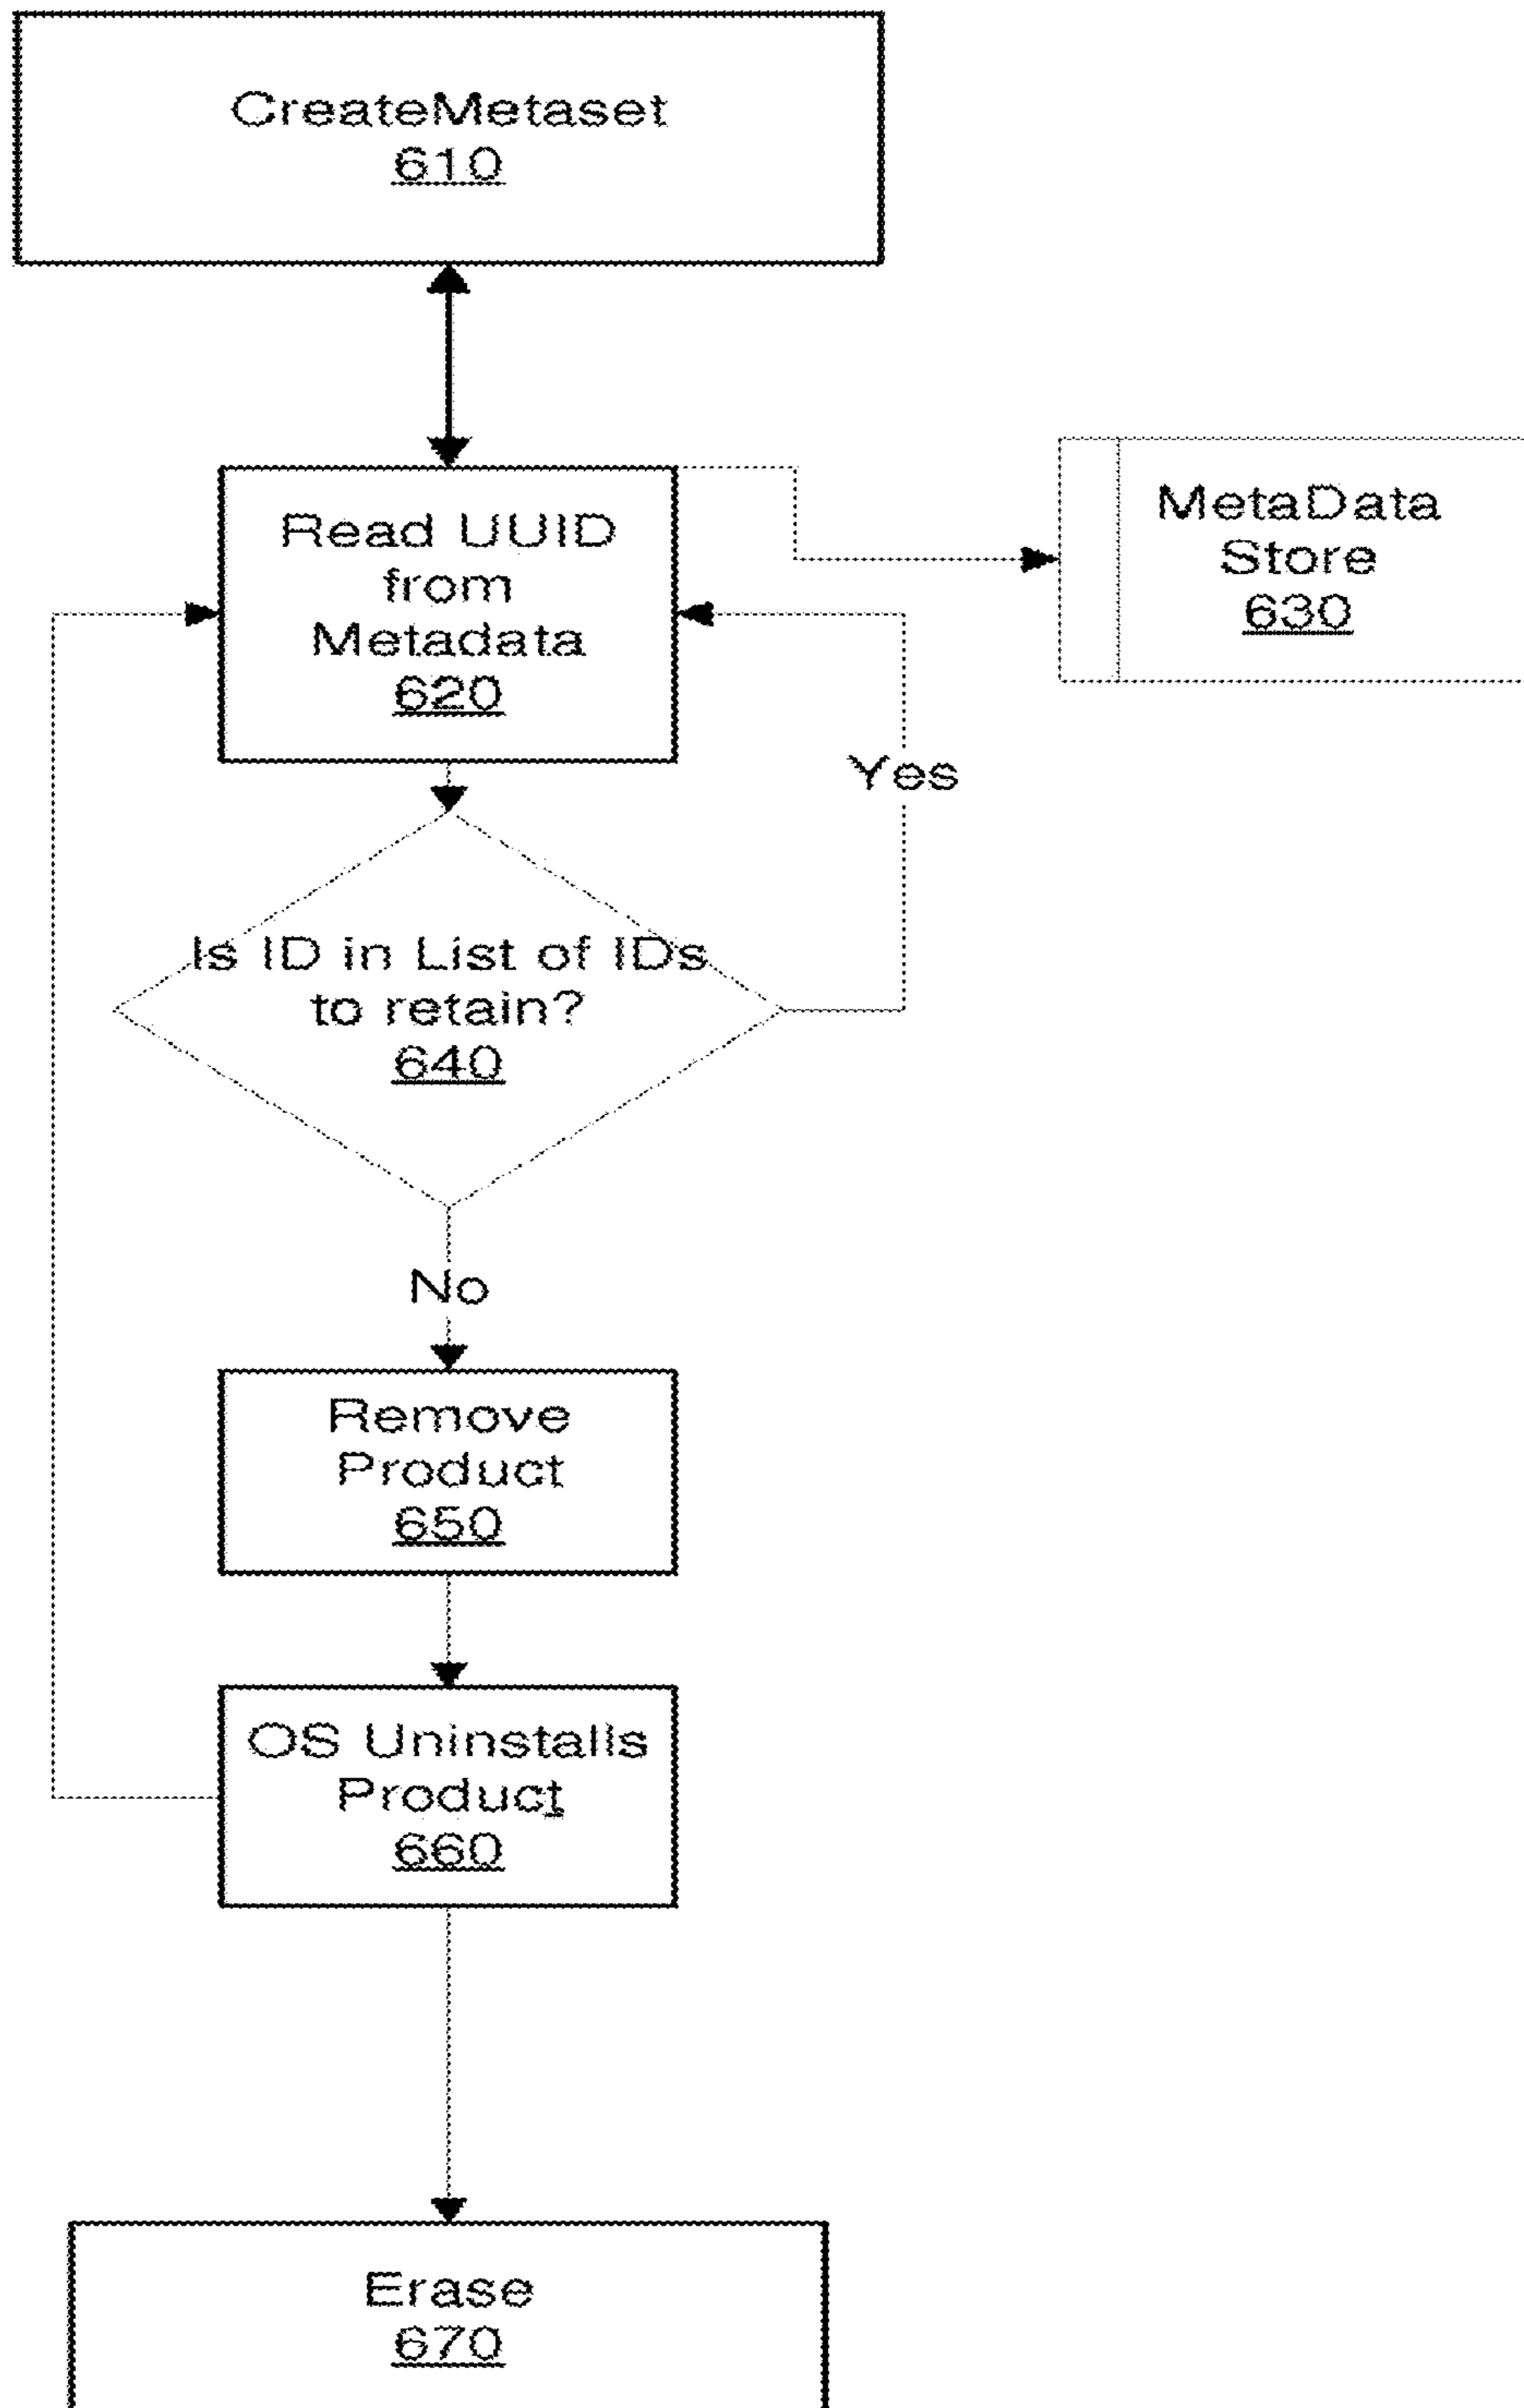 CreateMetaset
610
Read UUID
from
Metadata
620
MetaData
Store
630
Yes
Is ID in List of IDs
to retain?
640
No
Remove
Product
650
OS Uninstalls
Product
660
Erase
670